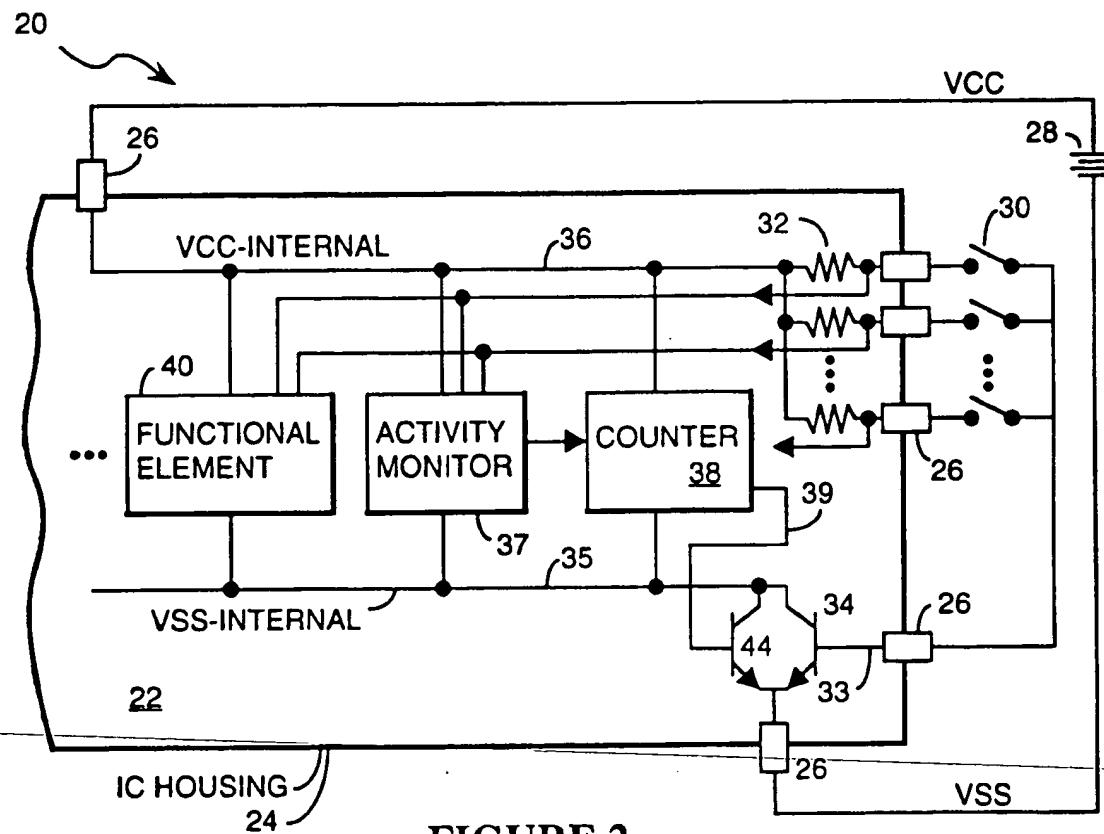 20
VCC
26
28
VCC-INTERNAL
36
32
30
40
FUNCTIONAL
ELEMENT
ACTIVITY
MONITOR
COUNTER
38
26
39
37
35
VSS-INTERNAL
34
26
44
33
22
IC HOUSING
24
26
VSS